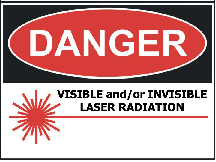 DANGER
VISIBLE and/or INVISIBLE
LASER RADIATION